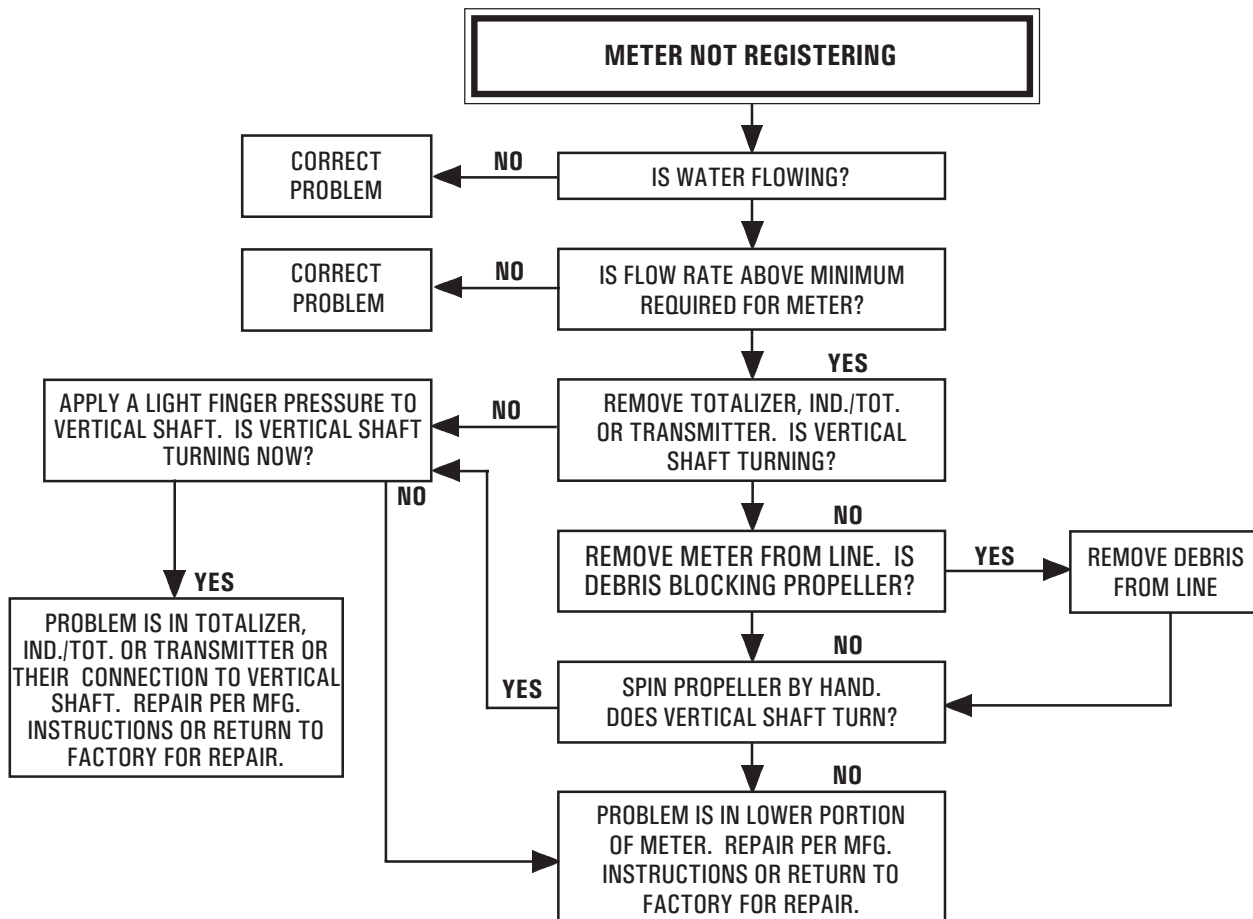 METER NOT REGISTERING
IS WATER FLOWING?
NO
CORRECT
PROBLEM
IS FLOW RATE ABOVE MINIMUM
REQUIRED FOR METER?
NO
CORRECT
PROBLEM
YES
REMOVE TOTALIZER, IND./TOT.
OR TRANSMITTER. IS VERTICAL
SHAFT TURNING?
NO
APPLY A LIGHT FINGER PRESSURE TO
VERTICAL SHAFT. IS VERTICAL SHAFT
TURNING NOW?
NO
YES
PROBLEM IS IN TOTALIZER,
IND./TOT. OR TRANSMITTER OR
THEIR CONNECTION TO VERTICAL
SHAFT. REPAIR PER MFG.
INSTRUCTIONS OR RETURN TO
FACTORY FOR REPAIR.
NO
REMOVE METER FROM LINE. IS
DEBRIS BLOCKING PROPELLER?
YES
REMOVE DEBRIS
FROM LINE
NO
SPIN PROPELLER BY HAND.
DOES VERTICAL SHAFT TURN?
YES
NO
PROBLEM IS IN LOWER PORTION
OF METER. REPAIR PER MFG.
INSTRUCTIONS OR RETURN TO
FACTORY FOR REPAIR.